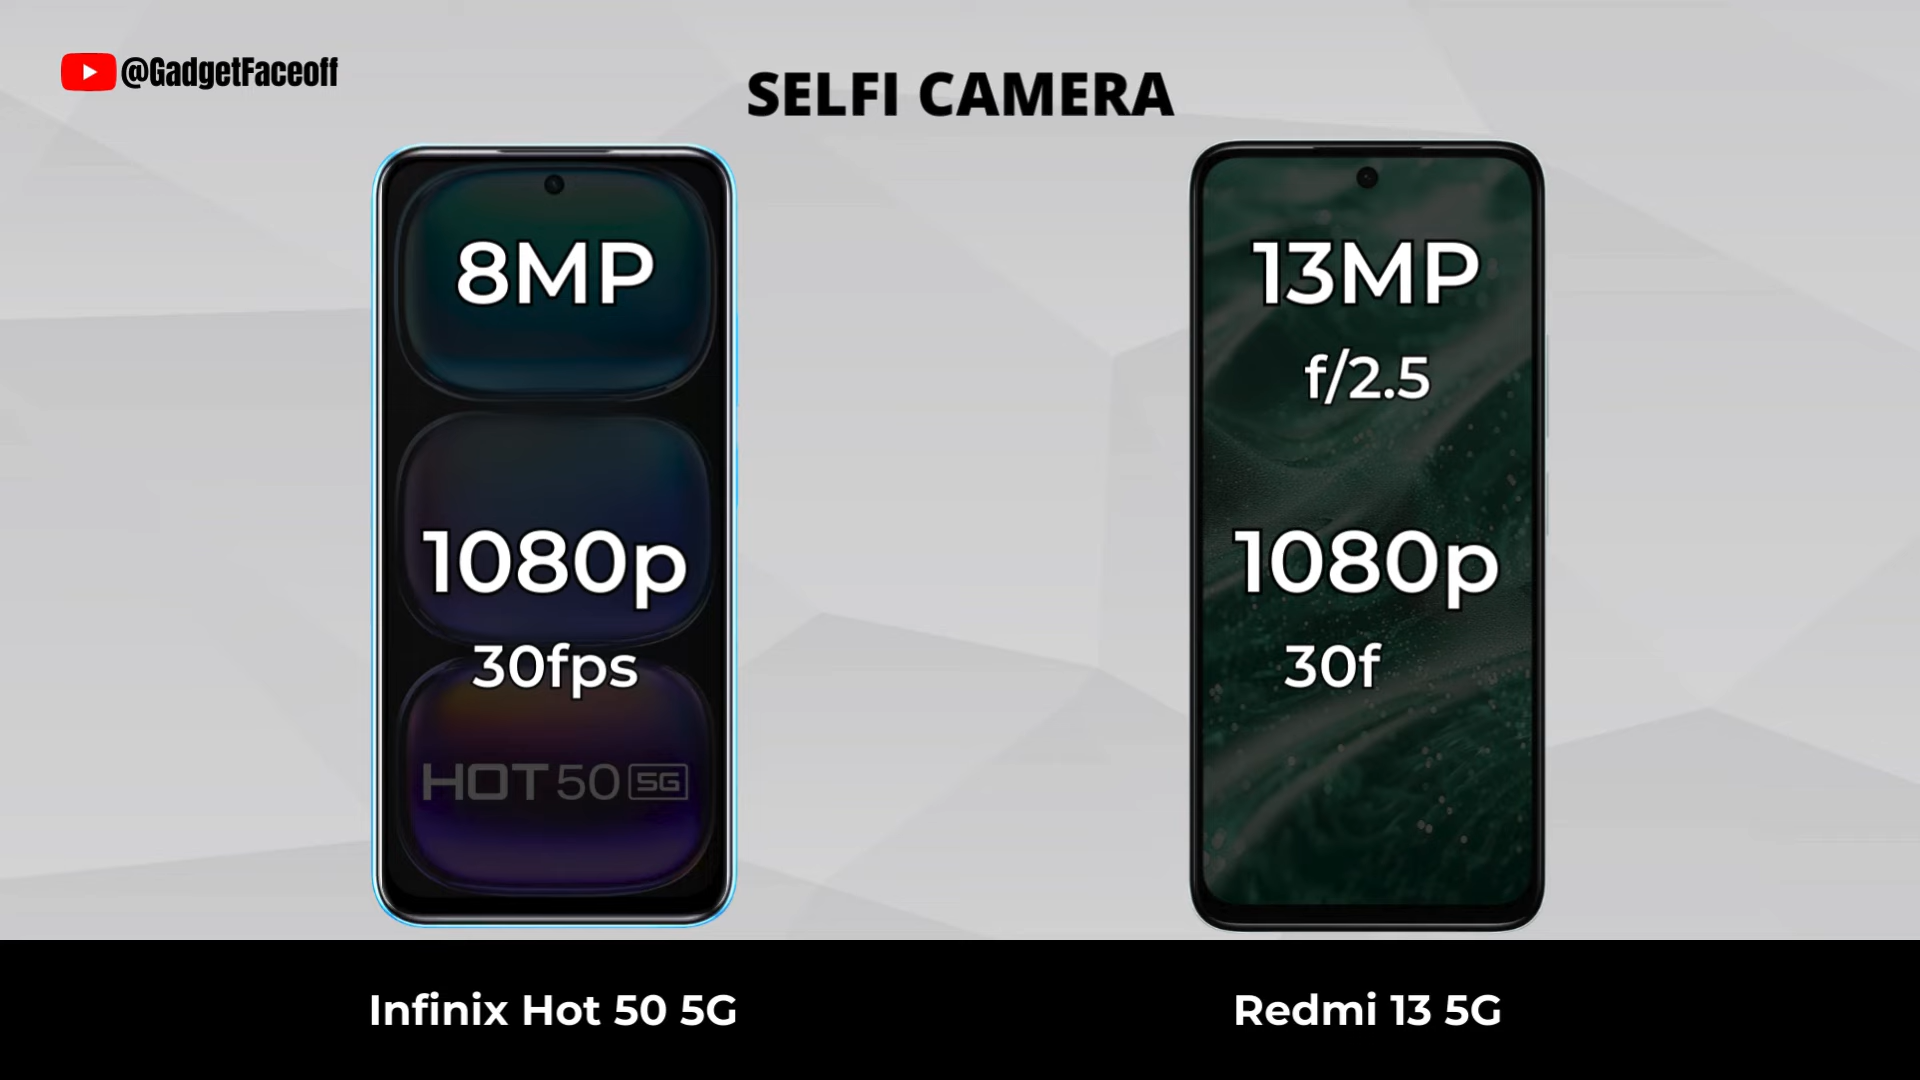 @GadgetFaceoff
SELFI CAMERA
8MP
1080p
30fps
HOT 50 5G
13MP
f/2.5
1080p
30f
Infinix Hot 50 5G
Redmi 13 5G